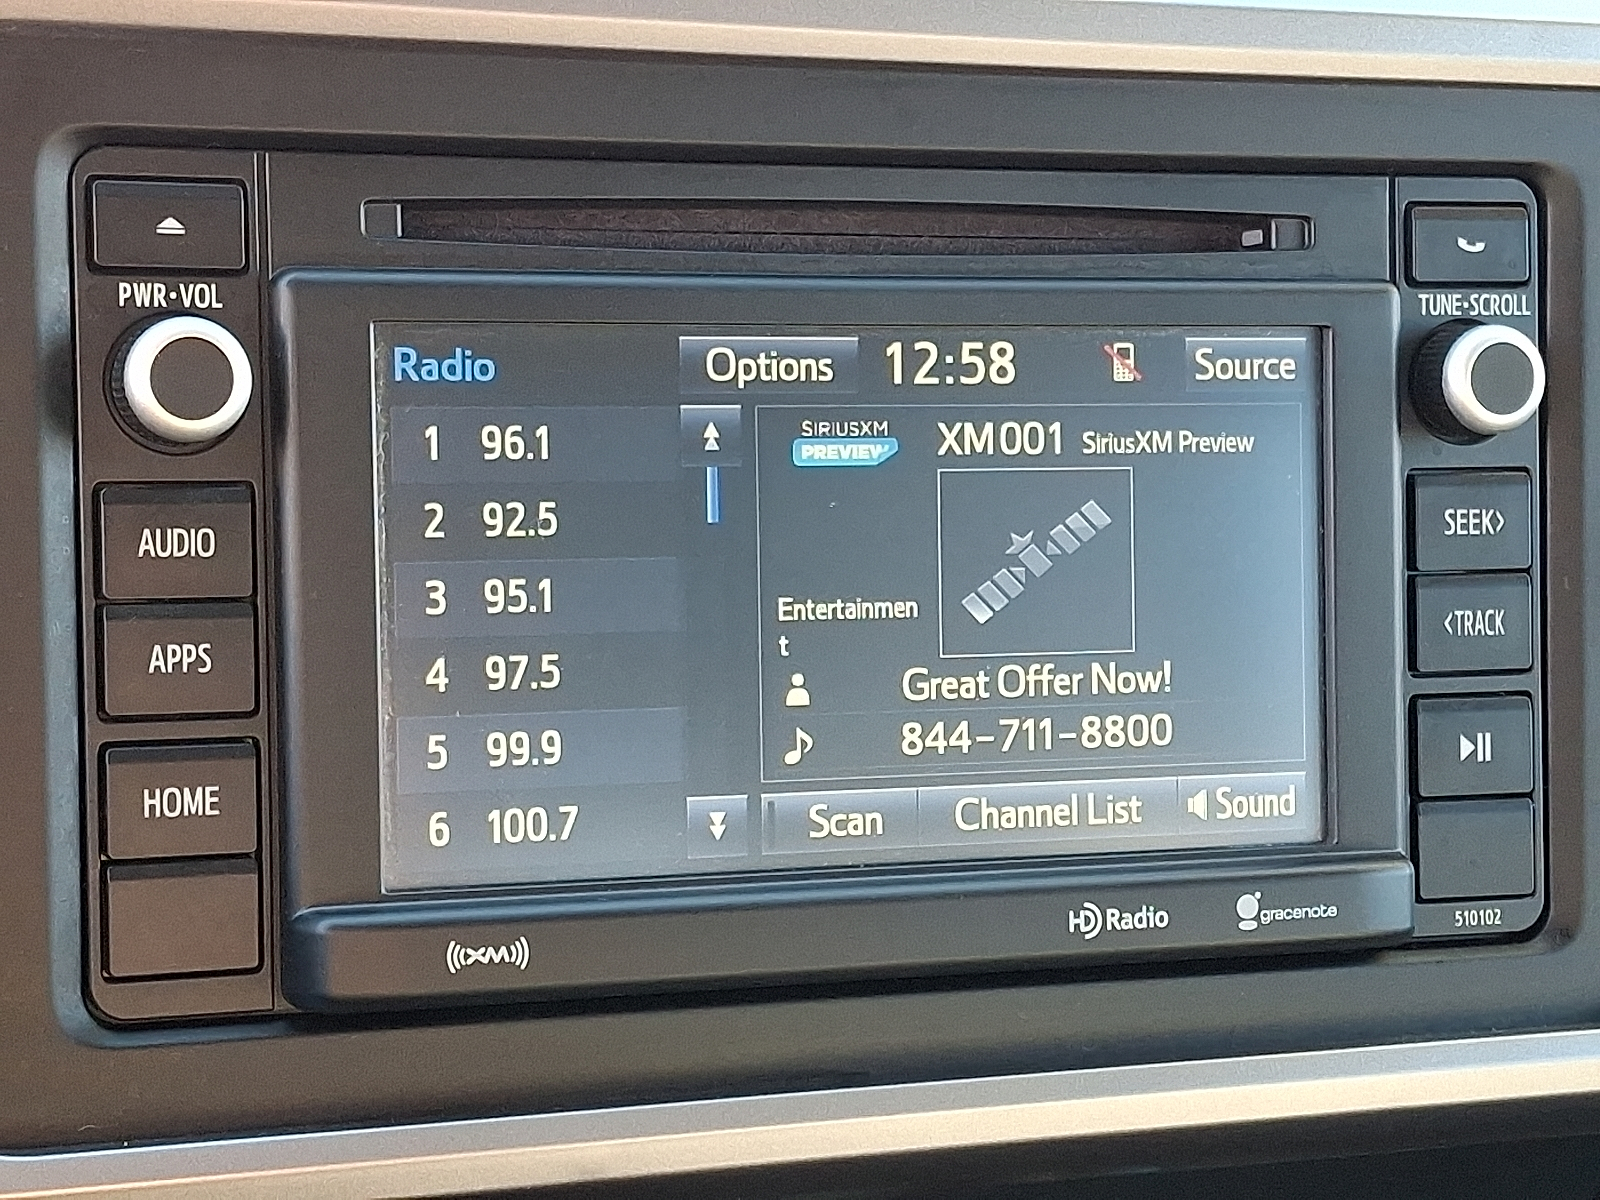 PWR•VOL
TUNE•SCROLL
Radio
Options
12:58
Source
1 96.1
2 92.5
3 95.1
4 97.5
5 99.9
6 100.7
SIRIUSXM
PREVIEW
XM001 SiriusXM Preview
Entertainmen
t
Great Offer Now!
844-711-8800
Scan
Channel List
Sound
AUDIO
APPS
HOME
SEEK>
<TRACK
510102
((XM))
HD Radio
gracenote